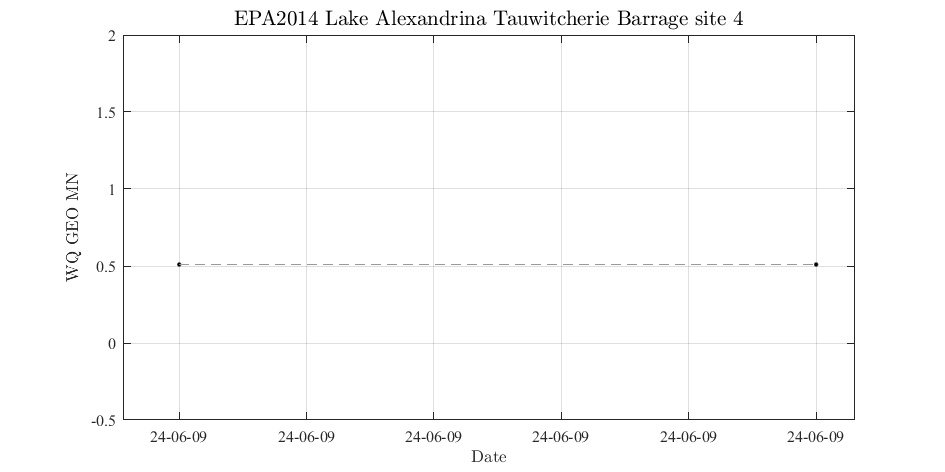 EPA2014 Lake Alexandrina Tauwitcherie Barrage site 4
2
1.5
1
0.5
0
-0.5
WQ GEO MN
24-06-09 24-06-09 24-06-09 24-06-09 24-06-09 24-06-09
Date